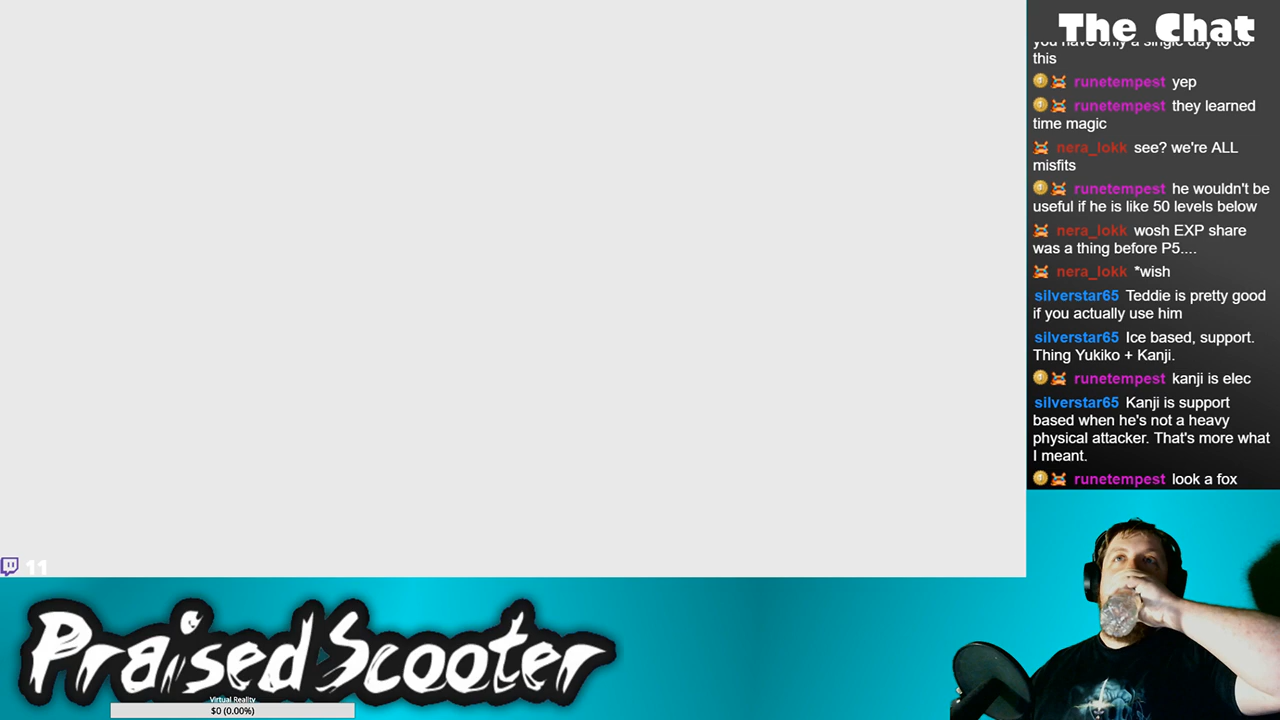 The Chat
you have only a single day to do
this
runetempest yep
runetempest they learned
time magic
nera_lokk see? we're ALL
misfits
runetempest he wouldn't be
useful if he is like 50 levels below
nera_lokk wosh EXP share
was a thing before P5....
nera_lokk *wish
silverstar65 Teddie is pretty good
if you actually use him
silverstar65 Ice based, support.
Thing Yukiko + Kanji.
runetempest kanji is elec
silverstar65 Kanji is support
based when he's not a heavy
physical attacker. That's more what
I meant.
runetempest look a fox
11
PraisedScooter
Virtual Reality
$0 (0.00%)